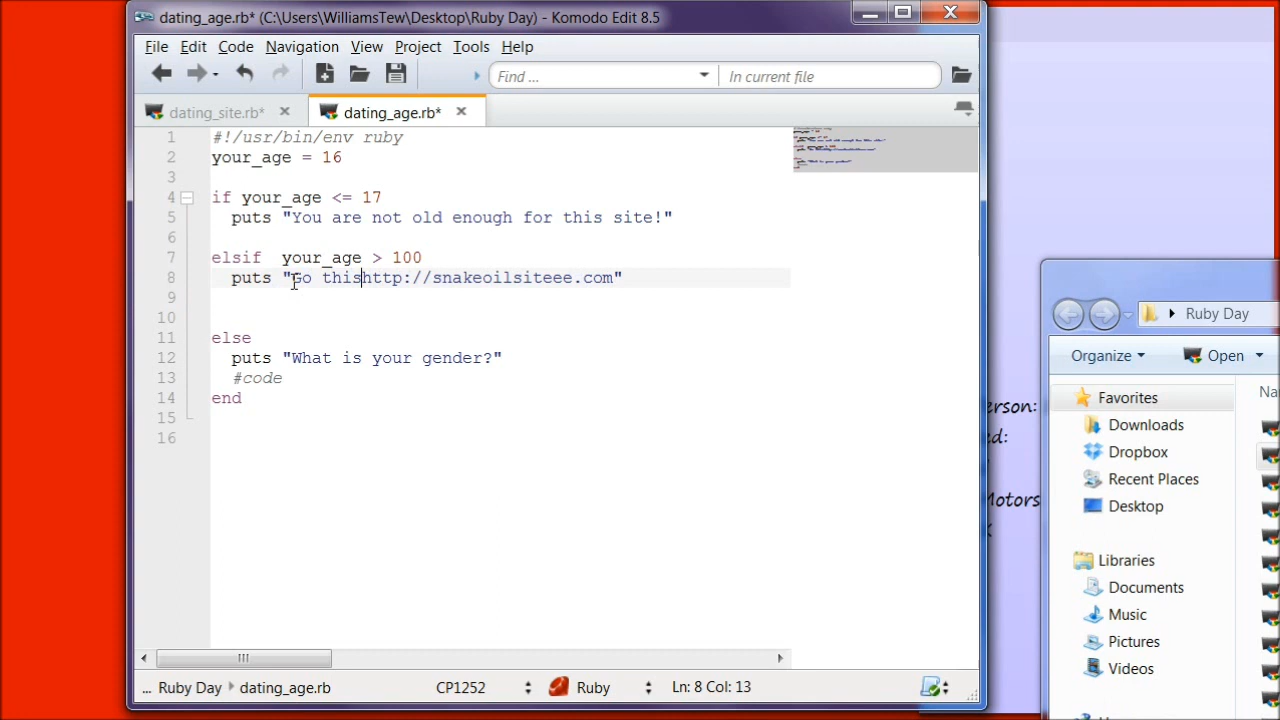 dating_age.rb* (C:\Users\WilliamsTew\Desktop\Ruby Day) - Komodo Edit 8.5
File Edit Code Navigation View Project Tools Help
Find ... In current file
dating_site.rb* dating_age.rb*
1 #!/usr/bin/env ruby
2 your_age = 16
3
4 if your_age <= 17
5 puts "You are not old enough for this site!"
6
7 elsif  your_age > 100
8 puts "Go thishttp://snakeoilsiteee.com"
9
10
11 else
12 puts "What is your gender?"
13 #code
14 end
15
16
... Ruby Day dating_age.rb CP1252 Ruby Ln: 8 Col: 13
Ruby Day
Organize Open
Favorites
Downloads
Dropbox
Recent Places
Desktop
Libraries
Documents
Music
Pictures
Videos
erson:
ed:
Motors
Na